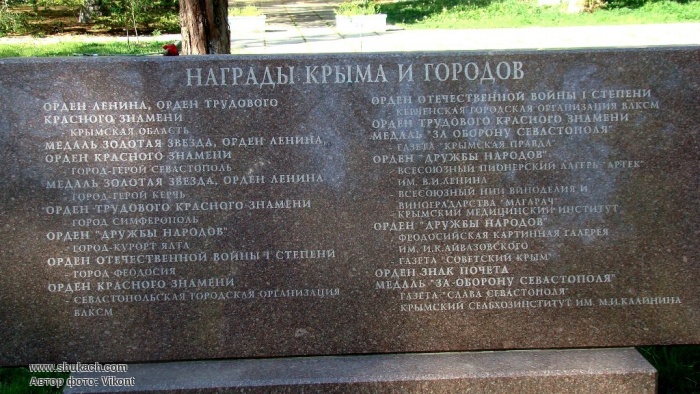 НАГРАДЫ КРЫМА И ГОРОДОВ
ОРДЕН ЛЕНИНА, ОРДЕН ТРУДОВОГО
КРАСНОГО ЗНАМЕНИ
КРЫМСКАЯ ОБЛАСТЬ
МЕДАЛЬ ЗОЛОТАЯ ЗВЕЗДА, ОРДЕН ЛЕНИНА,
ОРДЕН КРАСНОГО ЗНАМЕНИ
- ГОРОД-ГЕРОЙ СЕВАСТОПОЛЬ
МЕДАЛЬ ЗОЛОТАЯ ЗВЕЗДА, ОРДЕН ЛЕНИНА
- ГОРОД-ГЕРОЙ КЕРЧЬ
ОРДЕН ТРУДОВОГО КРАСНОГО ЗНАМЕНИ
- ГОРОД СИМФЕРОПОЛЬ
ОРДЕН "ДРУЖБЫ НАРОДОВ"
- ГОРОД-КУРОРТ ЯЛТА
ОРДЕН ОТЕЧЕСТВЕННОЙ ВОЙНЫ I СТЕПЕНИ
- ГОРОД-ФЕОДОСИЯ
ОРДЕН КРАСНОГО ЗНАМЕНИ
- СЕВАСТОПОЛЬСКАЯ ГОРОДСКАЯ ОРГАНИЗАЦИЯ
ВЛКСМ
ОРДЕН ОТЕЧЕСТВЕННОЙ ВОЙНЫ I СТЕПЕНИ
- КЕРЧЕНСКАЯ ГОРОДСКАЯ ОРГАНИЗАЦИЯ ВЛКСМ
ОРДЕН ТРУДОВОГО КРАСНОГО ЗНАМЕНИ
МЕДАЛЬ "ЗА ОБОРОНУ СЕВАСТОПОЛЯ"
- ГАЗЕТА "КРЫМСКАЯ ПРАВДА"
ОРДЕН "ДРУЖБЫ НАРОДОВ"
- ВСЕСОЮЗНЫЙ ПИОНЕРСКИЙ ЛАГЕРЬ "АРТЕК"
ИМ. В.И.ЛЕНИНА
- ВСЕСОЮЗНЫЙ НИИ ВИНОДЕЛИЯ И
ВИНОГРАДАРСТВА "МАГАРАЧ"
- КРЫМСКИЙ МЕДИЦИНСКИЙ ИНСТИТУТ
ОРДЕН "ДРУЖБЫ НАРОДОВ"
- ФЕОДОСИЙСКАЯ КАРТИННАЯ ГАЛЕРЕЯ
ИМ. И.К.АЙВАЗОВСКОГО
- ГАЗЕТА "СОВЕТСКИЙ КРЫМ"
ОРДЕН ЗНАК ПОЧЕТА
МЕДАЛЬ "ЗА ОБОРОНУ СЕВАСТОПОЛЯ"
- ГАЗЕТА "СЛАВА СЕВАСТОПОЛЯ"
- КРЫМСКИЙ СЕЛЬХОЗИНСТИТУТ ИМ. М.И.КАЛИНИНА
www.shukach.com
Автор фото: Vikont